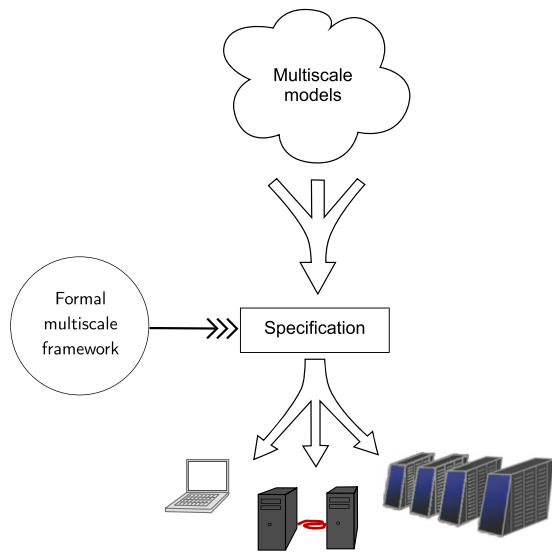 Multiscale
models
Formal
multiscale
framework
Specification